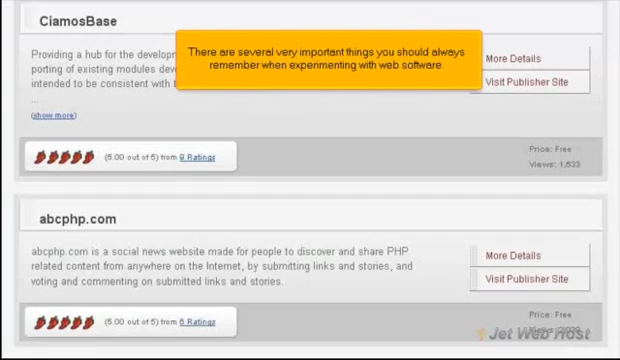 CiamosBase
There are several very important things you should always
remember when experimenting with web software.
Providing a hub for the develop
porting of existing modules
intended to be consistent with
...
(show more)
More Details
Visit Publisher Site
(5.00 out of 5) from 9 Ratings
Price: Free
Views: 1,533
abcphp.com
abcphp.com is a social news website made for people to discover and share PHP
related content from anywhere on the Internet, by submitting links and stories, and
voting and commenting on submitted links and stories.
More Details
Visit Publisher Site
(5.00 out of 5) from 6 Ratings
Price: Free
Jet Web Host